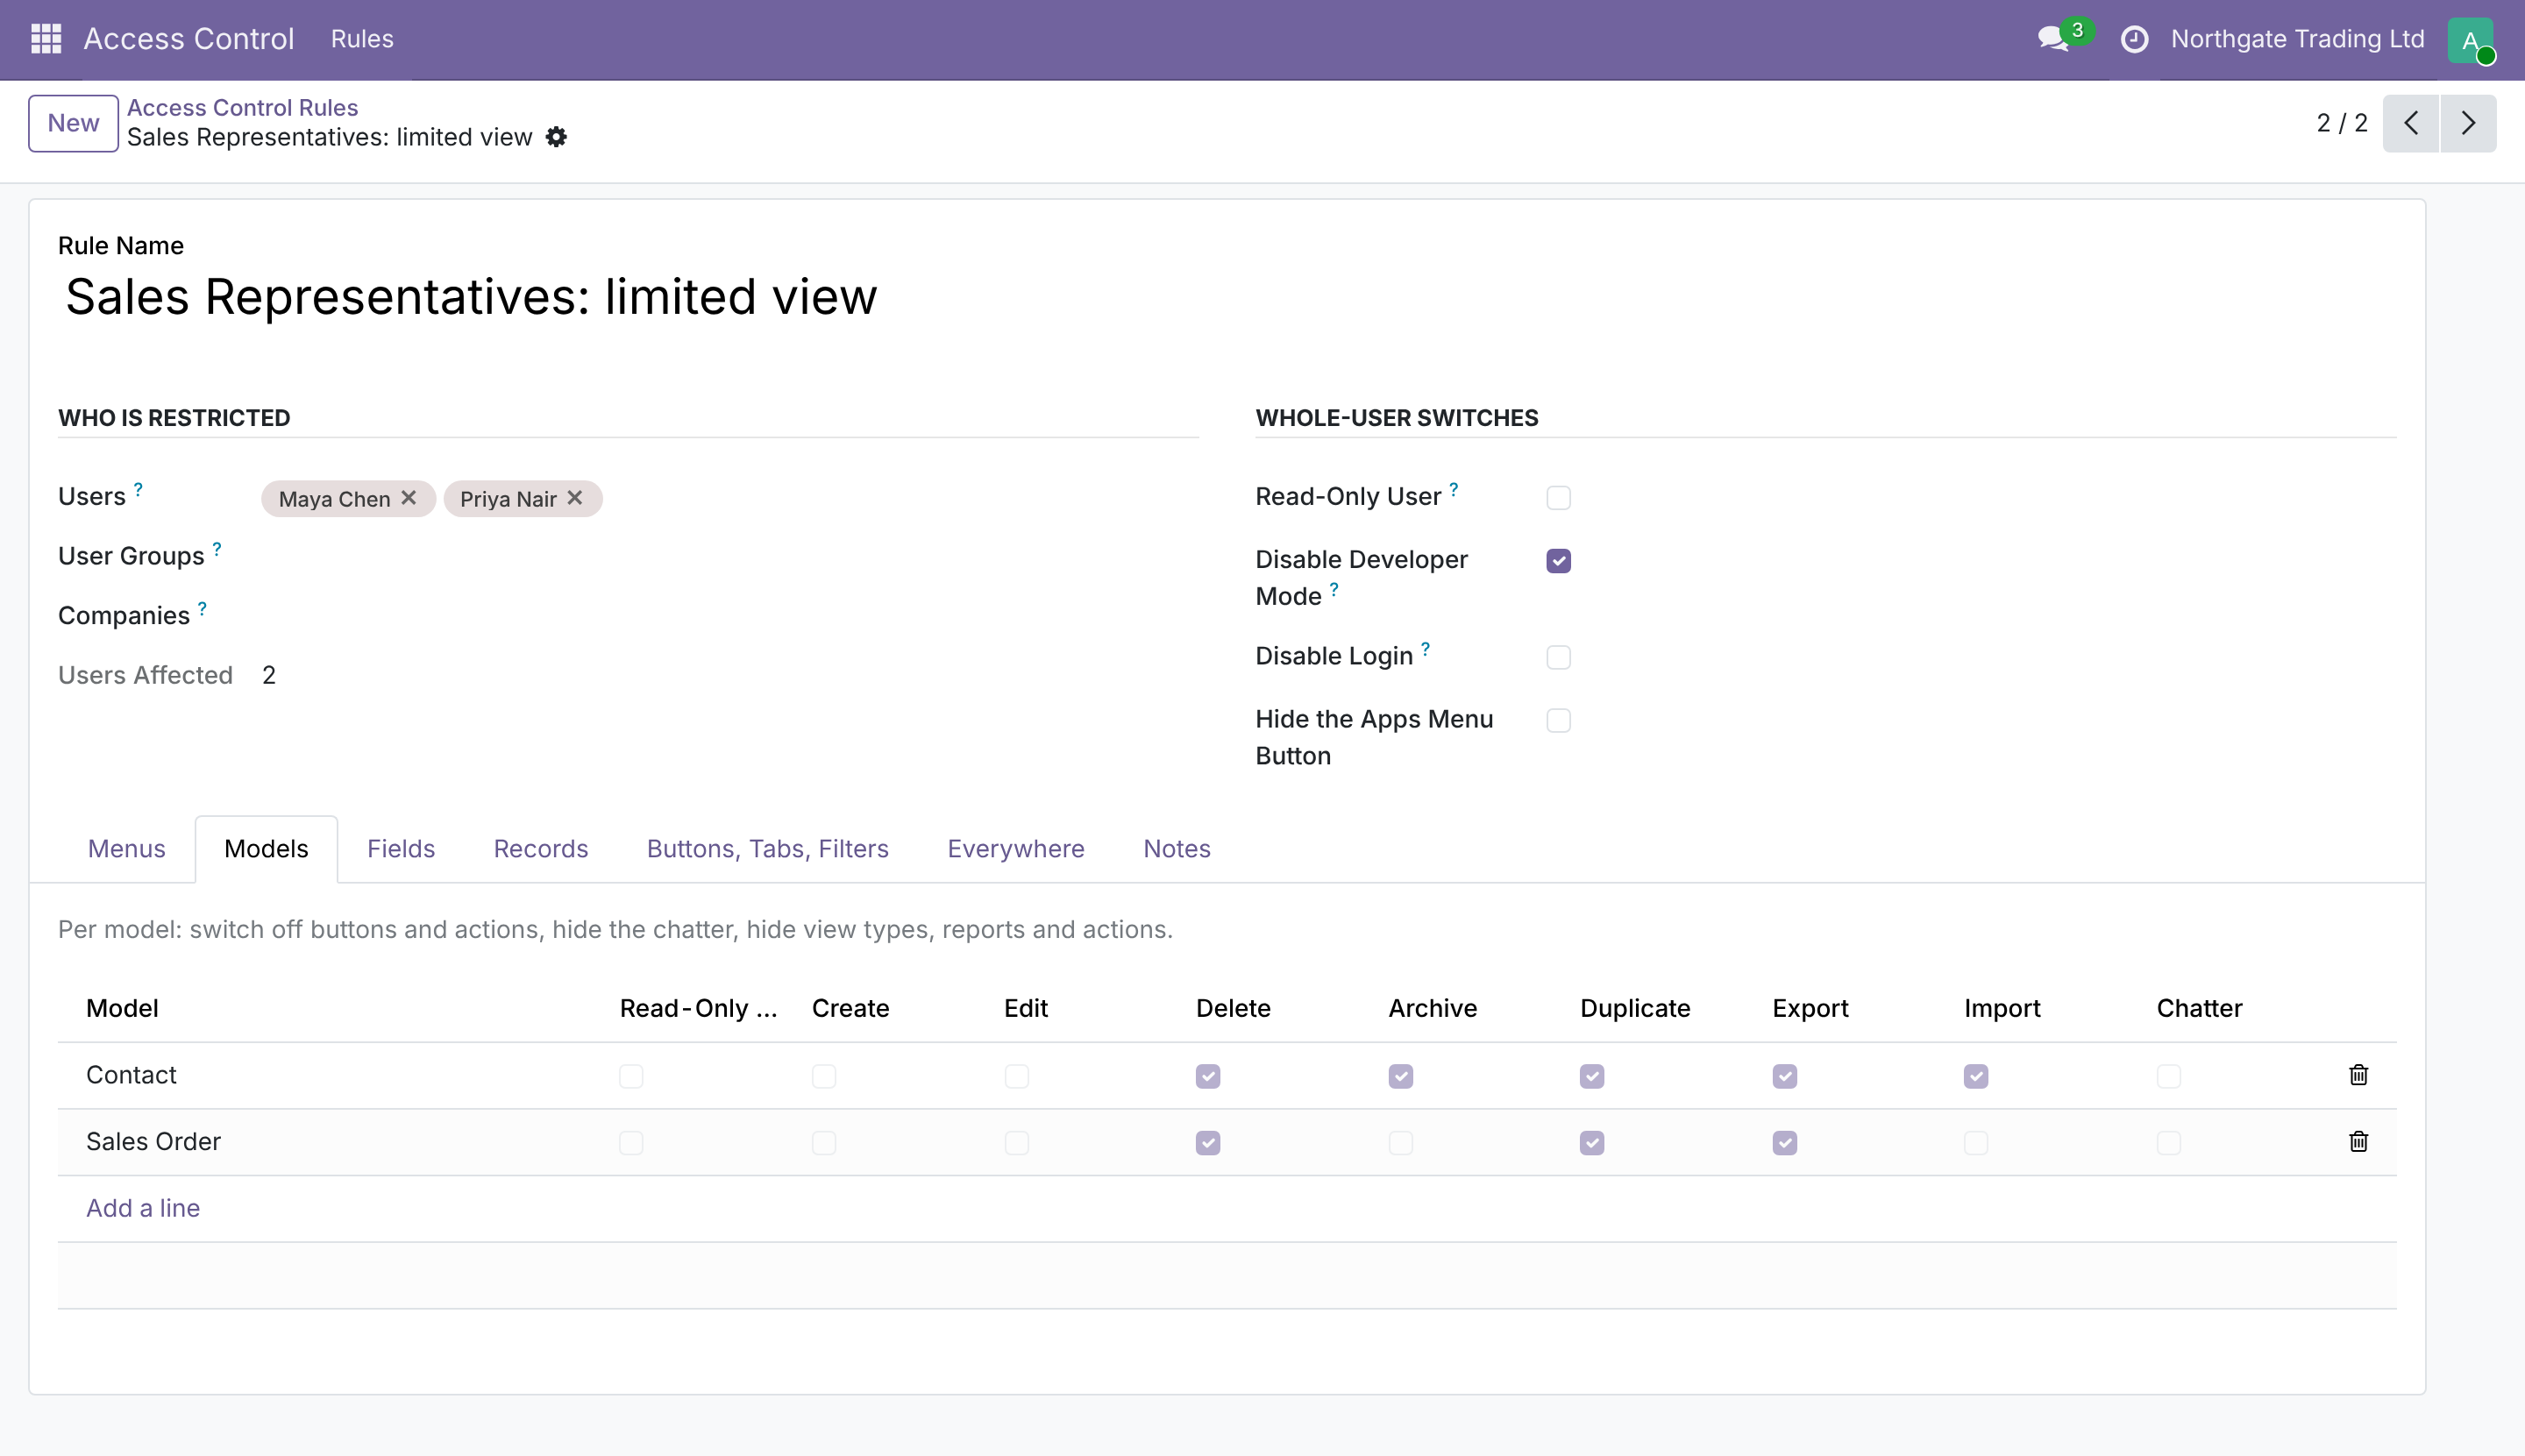 Access Control Rules 3 Northgate Trading Ltd A
New Access Control Rules
Sales Representatives: limited view
2 / 2
Rule Name
Sales Representatives: limited view
WHO IS RESTRICTED
Users ? Maya Chen ✕ Priya Nair ✕
User Groups ?
Companies ?
Users Affected 2
WHOLE-USER SWITCHES
Read-Only User ?
Disable Developer
Mode ?
Disable Login ?
Hide the Apps Menu
Button
Menus Models Fields Records Buttons, Tabs, Filters Everywhere Notes
Per model: switch off buttons and actions, hide the chatter, hide view types, reports and actions.
Model Read-Only ... Create Edit Delete Archive Duplicate Export Import Chatter
Contact
Sales Order
Add a line